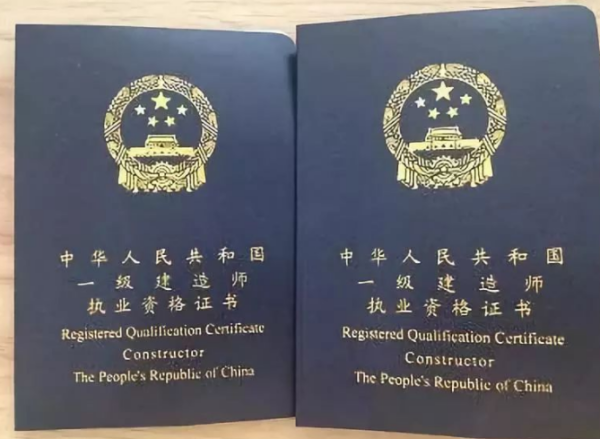 中华人民共和国
一级建造师
执业资格证书
Registered Qualification Certificate
Constructor
The People's Republic of China
中华人民共和国
一级建造师
执业资格证书
Registered Qualification Certificate
Constructor
The People's Republic of China